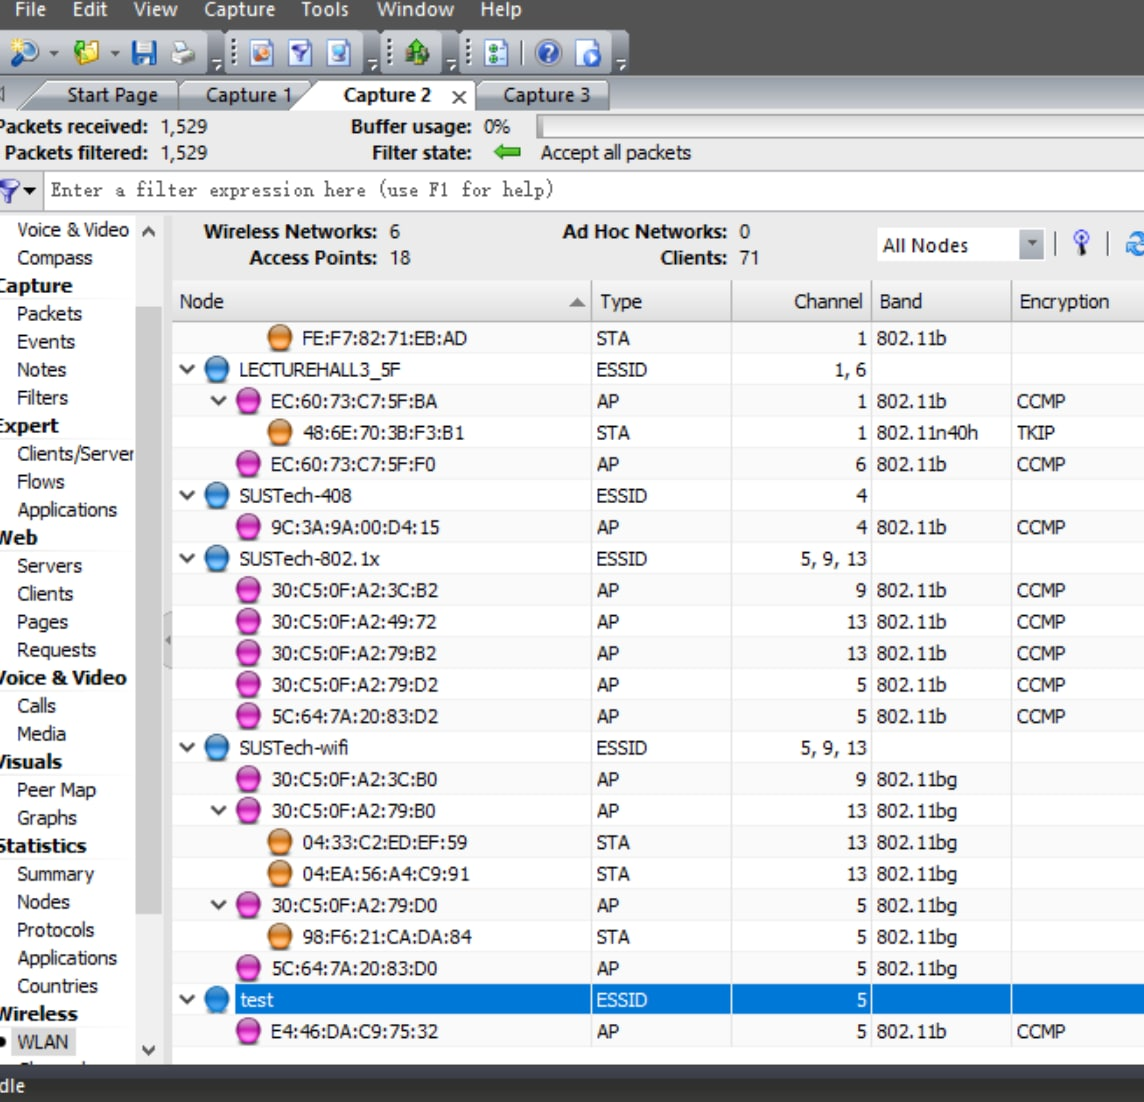 File Edit View Capture Tools Window Help
Start Page Capture 1 Capture 2 Capture 3
Packets received: 1,529 Buffer usage: 0%
Packets filtered: 1,529 Filter state: Accept all packets
Enter a filter expression here (use F1 for help)
Voice & Video
Compass
Capture
Packets
Events
Notes
Filters
Expert
Clients/Server
Flows
Applications
Web
Servers
Clients
Pages
Requests
Voice & Video
Calls
Media
Visuals
Peer Map
Graphs
Statistics
Summary
Nodes
Protocols
Applications
Countries
Wireless
WLAN
Wireless Networks: 6 Ad Hoc Networks: 0
Access Points: 18 Clients: 71
All Nodes
Node Type Channel Band Encryption
FE:F7:82:71:EB:AD STA 1 802.11b
LECTUREHALL3_5F ESSID 1, 6
EC:60:73:C7:5F:BA AP 1 802.11b CCMP
48:6E:70:3B:F3:B1 STA 1 802.11n40h TKIP
EC:60:73:C7:5F:F0 AP 6 802.11b CCMP
SUSTech-408 ESSID 4
9C:3A:9A:00:D4:15 AP 4 802.11b CCMP
SUSTech-802.1x ESSID 5, 9, 13
30:C5:0F:A2:3C:B2 AP 9 802.11b CCMP
30:C5:0F:A2:49:72 AP 13 802.11b CCMP
30:C5:0F:A2:79:B2 AP 13 802.11b CCMP
30:C5:0F:A2:79:D2 AP 5 802.11b CCMP
5C:64:7A:20:83:D2 AP 5 802.11b CCMP
SUSTech-wifi ESSID 5, 9, 13
30:C5:0F:A2:3C:B0 AP 9 802.11bg
30:C5:0F:A2:79:B0 AP 13 802.11bg
04:33:C2:ED:EF:59 STA 13 802.11bg
04:EA:56:A4:C9:91 STA 13 802.11bg
30:C5:0F:A2:79:D0 AP 5 802.11bg
98:F6:21:CA:DA:84 STA 5 802.11bg
5C:64:7A:20:83:D0 AP 5 802.11bg
test ESSID 5
E4:46:DA:C9:75:32 AP 5 802.11b CCMP
dle